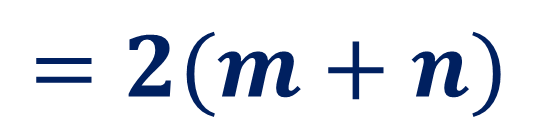 = 2(m + n)